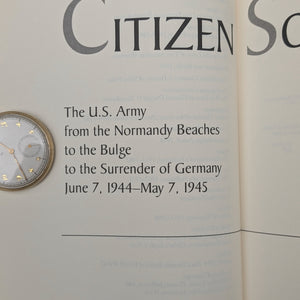 CITIZEN SO
The U.S. Army
from the Normandy Beaches
to the Bulge
to the Surrender of Germany
June 7, 1944–May 7, 1945